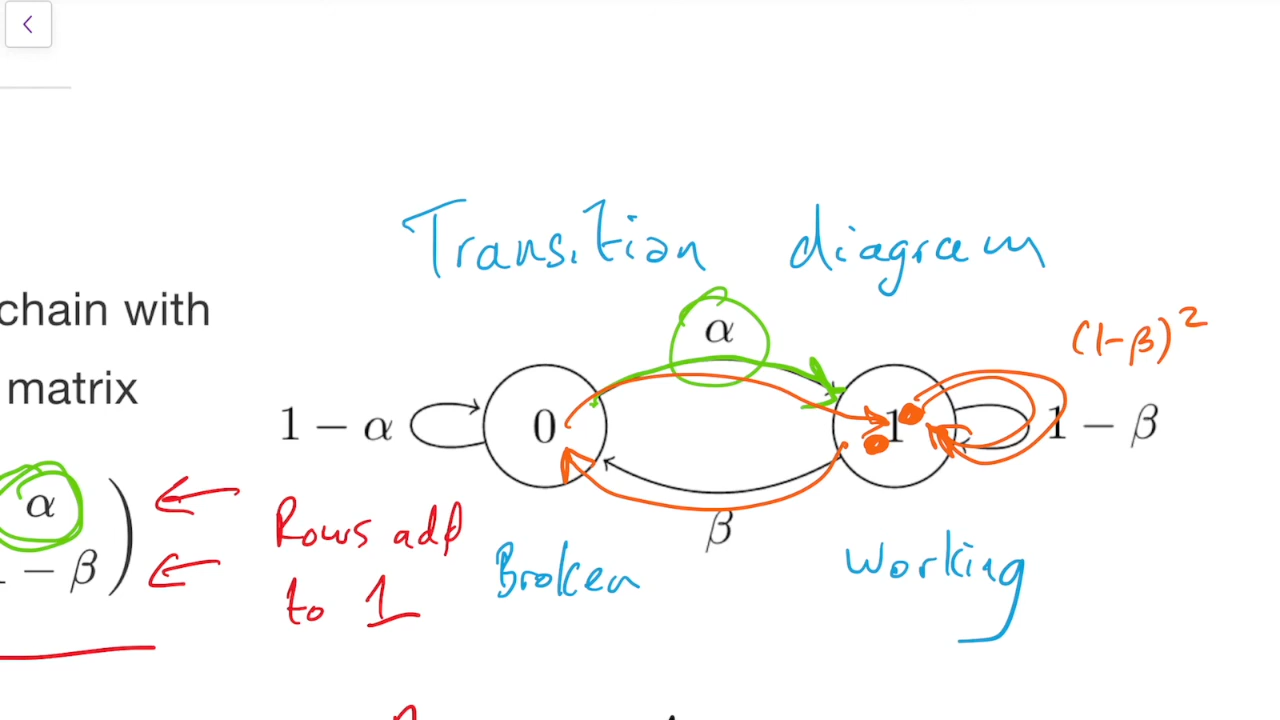 Transition diagram
chain with
α
(1-β)²
matrix
1 − α
0
1
1 − β
α
Rows add
β
− β
Broken
Working
to 1